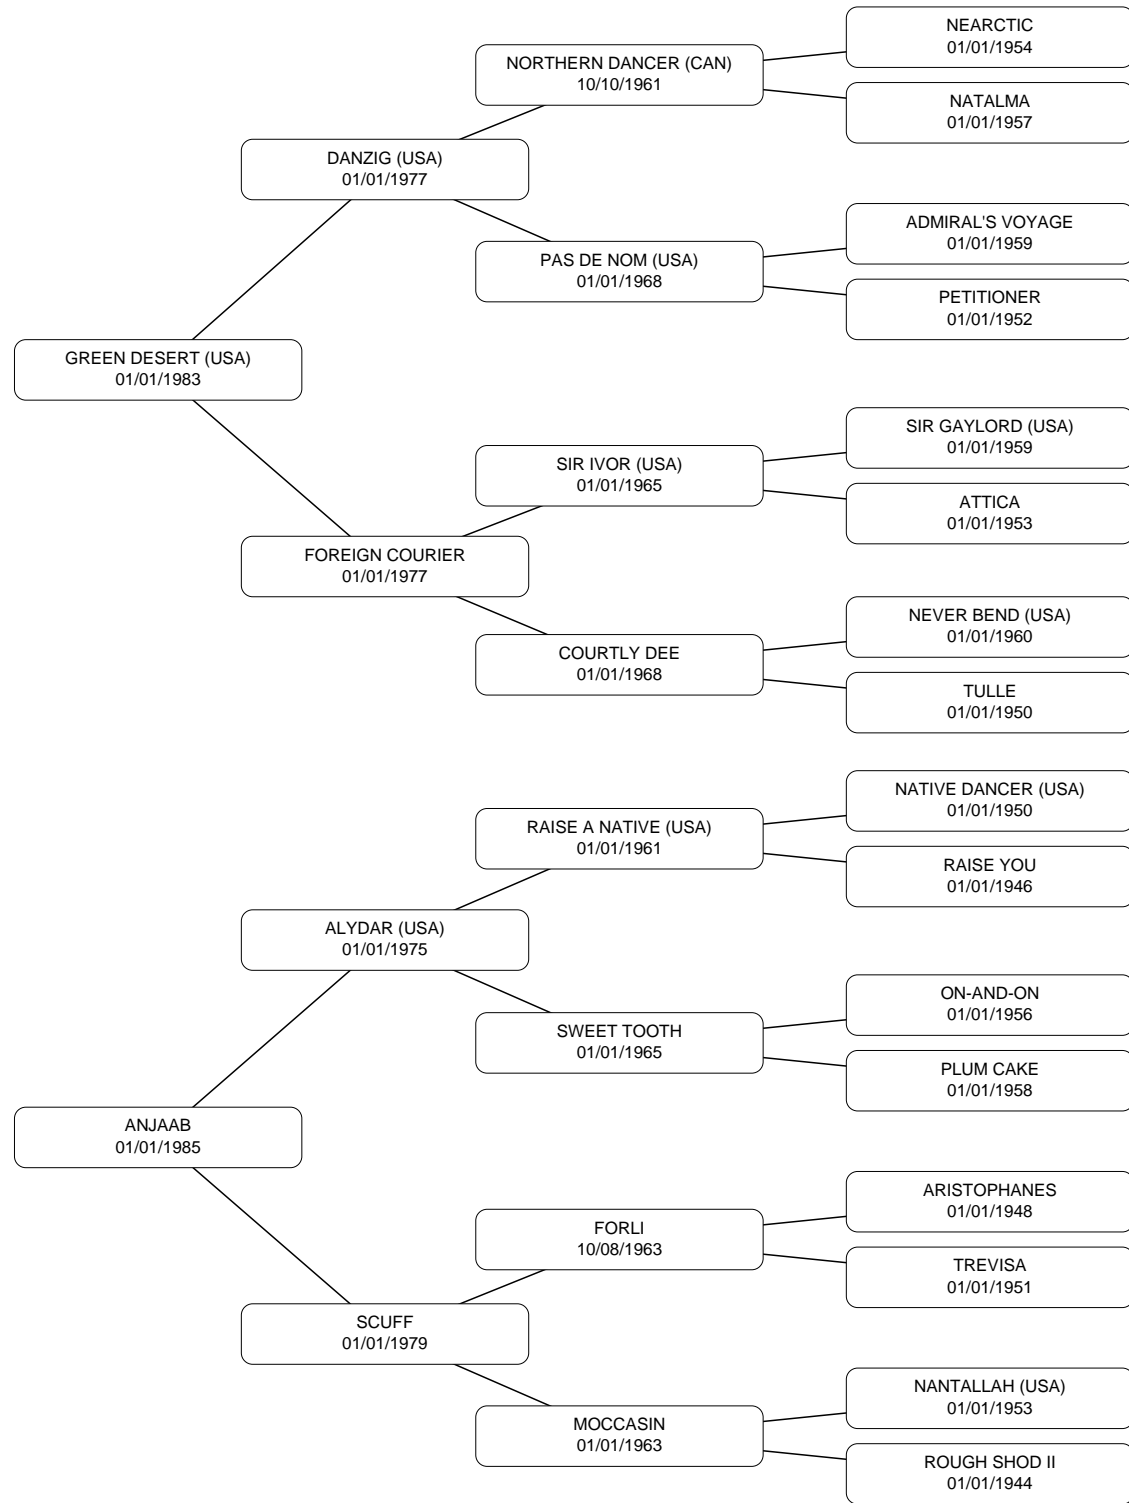 NEARCTIC
01/01/1954
NORTHERN DANCER (CAN)
10/10/1961
NATALMA
01/01/1957
DANZIG (USA)
01/01/1977
ADMIRAL'S VOYAGE
01/01/1959
PAS DE NOM (USA)
01/01/1968
PETITIONER
01/01/1952
GREEN DESERT (USA)
01/01/1983
SIR GAYLORD (USA)
01/01/1959
SIR IVOR (USA)
01/01/1965
ATTICA
01/01/1953
FOREIGN COURIER
01/01/1977
NEVER BEND (USA)
01/01/1960
COURTLY DEE
01/01/1968
TULLE
01/01/1950
NATIVE DANCER (USA)
01/01/1950
RAISE A NATIVE (USA)
01/01/1961
RAISE YOU
01/01/1946
ALYDAR (USA)
01/01/1975
ON-AND-ON
01/01/1956
SWEET TOOTH
01/01/1965
PLUM CAKE
01/01/1958
ANJAAB
01/01/1985
ARISTOPHANES
01/01/1948
FORLI
10/08/1963
TREVISA
01/01/1951
SCUFF
01/01/1979
NANTALLAH (USA)
01/01/1953
MOCCASIN
01/01/1963
ROUGH SHOD II
01/01/1944